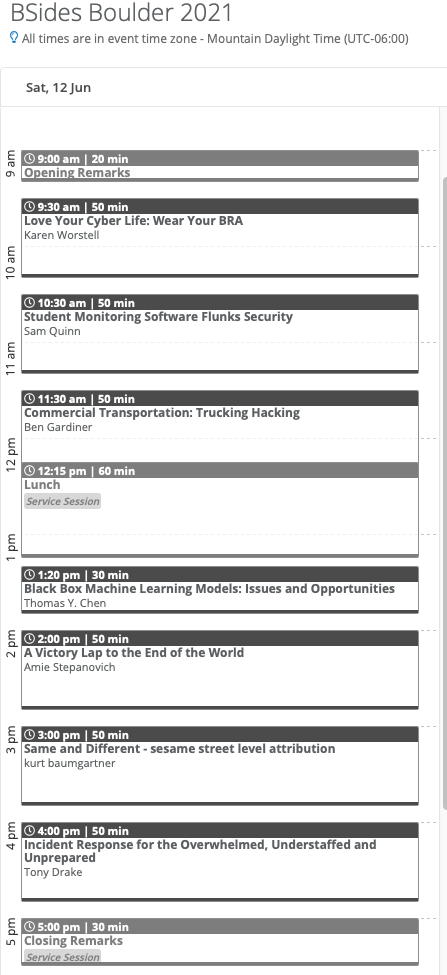 BSides Boulder 2021
All times are in event time zone - Mountain Daylight Time (UTC-06:00)
Sat, 12 Jun
9 am
9:00 am | 20 min
Opening Remarks
9:30 am | 50 min
Love Your Cyber Life: Wear Your BRA
Karen Worstell
10 am
10:30 am | 50 min
Student Monitoring Software Flunks Security
Sam Quinn
11 am
11:30 am | 50 min
Commercial Transportation: Trucking Hacking
Ben Gardiner
12 pm
12:15 pm | 60 min
Lunch
Service Session
1 pm
1:20 pm | 30 min
Black Box Machine Learning Models: Issues and Opportunities
Thomas Y. Chen
2 pm
2:00 pm | 50 min
A Victory Lap to the End of the World
Amie Stepanovich
3 pm
3:00 pm | 50 min
Same and Different - sesame street level attribution
kurt baumgartner
4 pm
4:00 pm | 50 min
Incident Response for the Overwhelmed, Understaffed and
Unprepared
Tony Drake
5 pm
5:00 pm | 30 min
Closing Remarks
Service Session